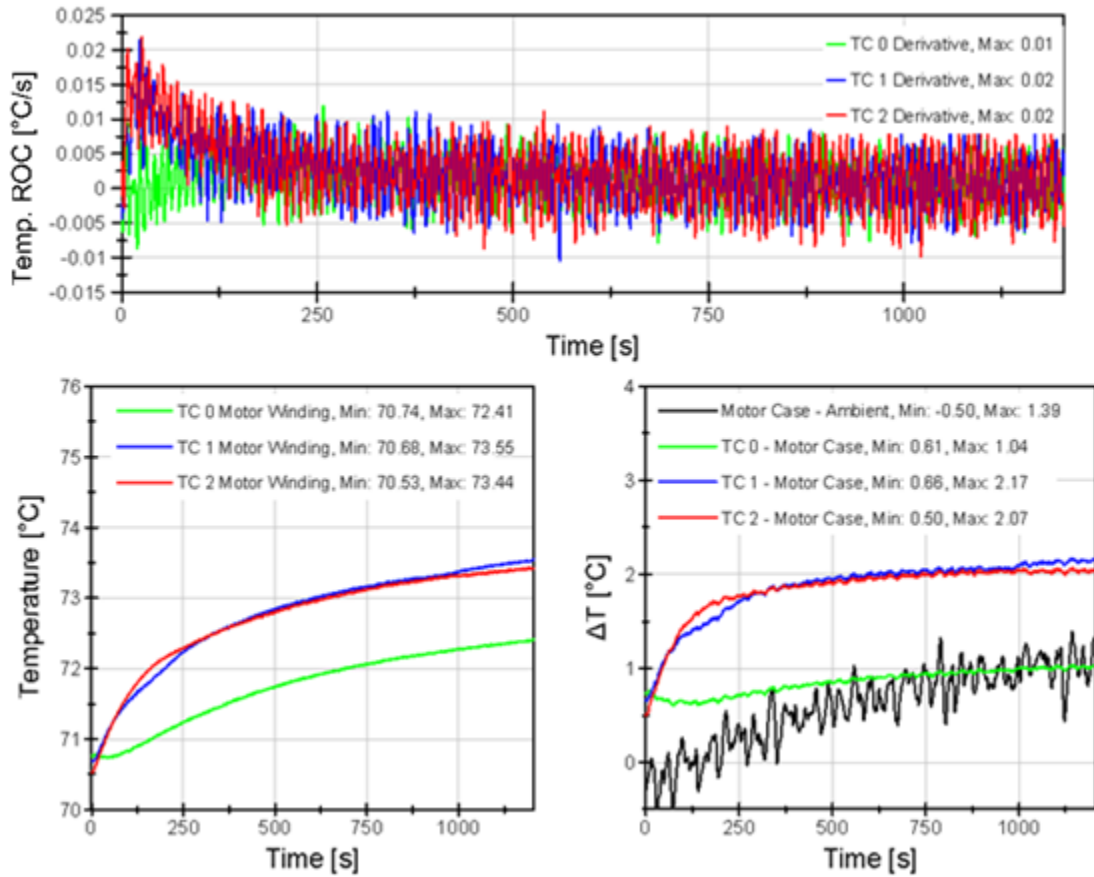 0.025
0.02
0.015
0.01
0.005
0
-0.005
-0.01
-0.015
Temp. ROC [°C/s]
TC 0 Derivative, Max: 0.01
TC 1 Derivative, Max: 0.02
TC 2 Derivative, Max: 0.02
0 250 500 750 1000
Time [s]
76
75
74
73
72
71
70
Temperature [°C]
TC 0 Motor Winding, Min: 70.74, Max: 72.41
TC 1 Motor Winding, Min: 70.68, Max: 73.55
TC 2 Motor Winding, Min: 70.53, Max: 73.44
0 250 500 750 1000
Time [s]
4
3
2
1
0
ΔT [°C]
Motor Case - Ambient, Min: -0.50, Max: 1.39
TC 0 - Motor Case, Min: 0.61, Max: 1.04
TC 1 - Motor Case, Min: 0.66, Max: 2.17
TC 2 - Motor Case, Min: 0.50, Max: 2.07
0 250 500 750 1000
Time [s]